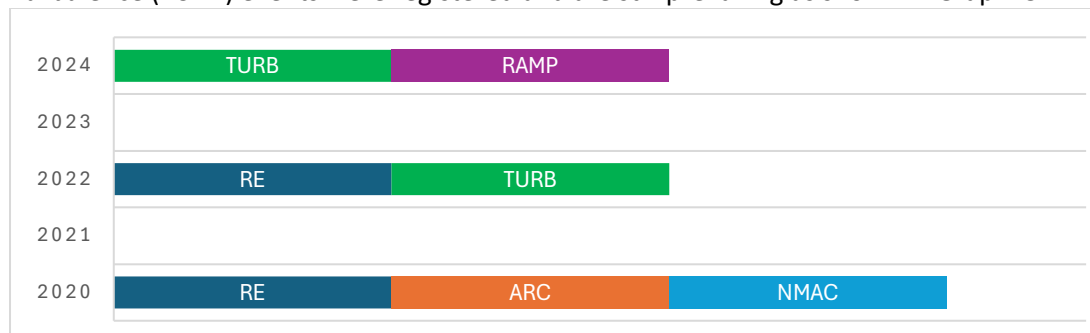 2024 TURB RAMP
2023
2022 RE TURB
2021
2020 RE ARC NMAC